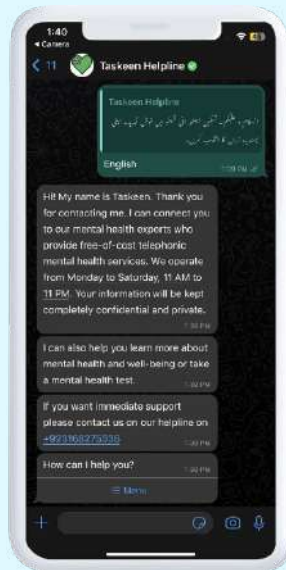 1:40
Camera
11
Taskeen Helpline
Taskeen Helpline
English
Hi! My name is Taskeen. Thank you
for contacting me. I can connect you
to our mental health experts who
provide free-of-cost telephonic
mental health services. We operate
from Monday to Saturday, 11 AM to
11 PM. Your information will be kept
completely confidential and private.
I can also help you learn more about
mental health and well-being or take
a mental health test.
If you want immediate support
please contact us on our helpline on
How can I help you?
Menu